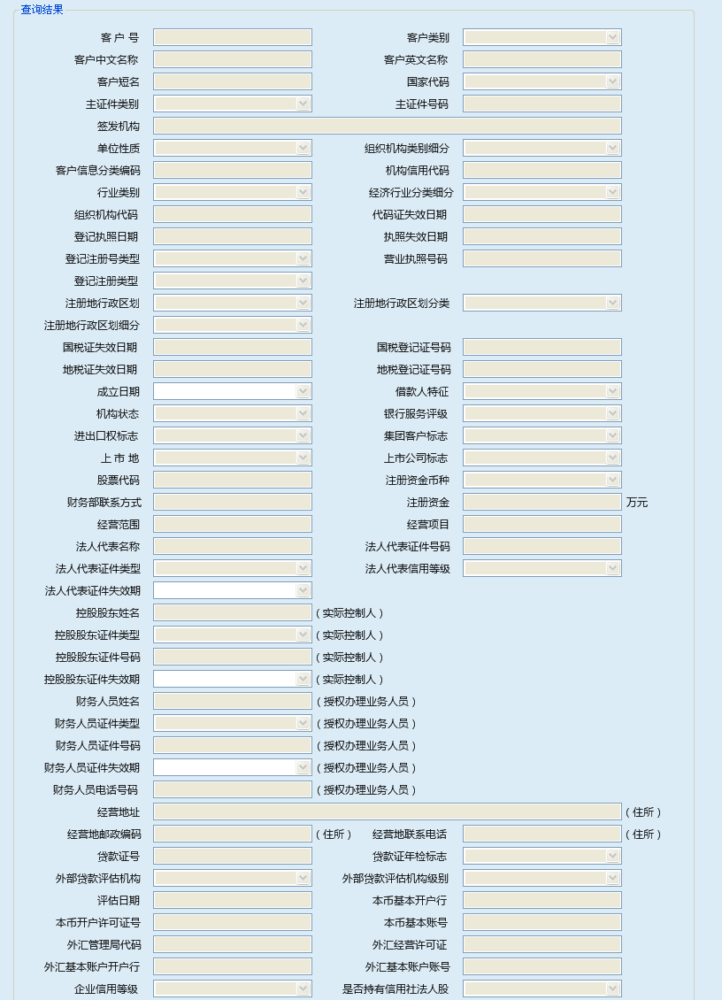 查询结果
客 户 号 客户类别
客户中文名称 客户英文名称
客户短名 国家代码
主证件类别 主证件号码
签发机构
单位性质 组织机构类别细分
客户信息分类编码 机构信用代码
行业类别 经济行业分类细分
组织机构代码 代码证失效日期
登记执照日期 执照失效日期
登记注册号类型 营业执照号码
登记注册类型
注册地行政区划 注册地行政区划分类
注册地行政区划细分
国税证失效日期 国税登记证号码
地税证失效日期 地税登记证号码
成立日期 借款人特征
机构状态 银行服务评级
进出口权标志 集团客户标志
上 市 地 上市公司标志
股票代码 注册资金币种
财务部联系方式 注册资金 万元
经营范围 经营项目
法人代表名称 法人代表证件号码
法人代表证件类型 法人代表信用等级
法人代表证件失效期
控股股东姓名 (实际控制人)
控股股东证件类型 (实际控制人)
控股股东证件号码 (实际控制人)
控股股东证件失效期 (实际控制人)
财务人员姓名 (授权办理业务人员)
财务人员证件类型 (授权办理业务人员)
财务人员证件号码 (授权办理业务人员)
财务人员证件失效期 (授权办理业务人员)
财务人员电话号码 (授权办理业务人员)
经营地址 (住所)
经营地邮政编码 (住所) 经营地联系电话 (住所)
贷款证号 贷款证年检标志
外部贷款评估机构 外部贷款评估机构级别
评估日期 本币基本开户行
本币开户许可证号 本币基本账号
外汇管理局代码 外汇经营许可证
外汇基本账户开户行 外汇基本账户账号
企业信用等级 是否持有信用社法人股